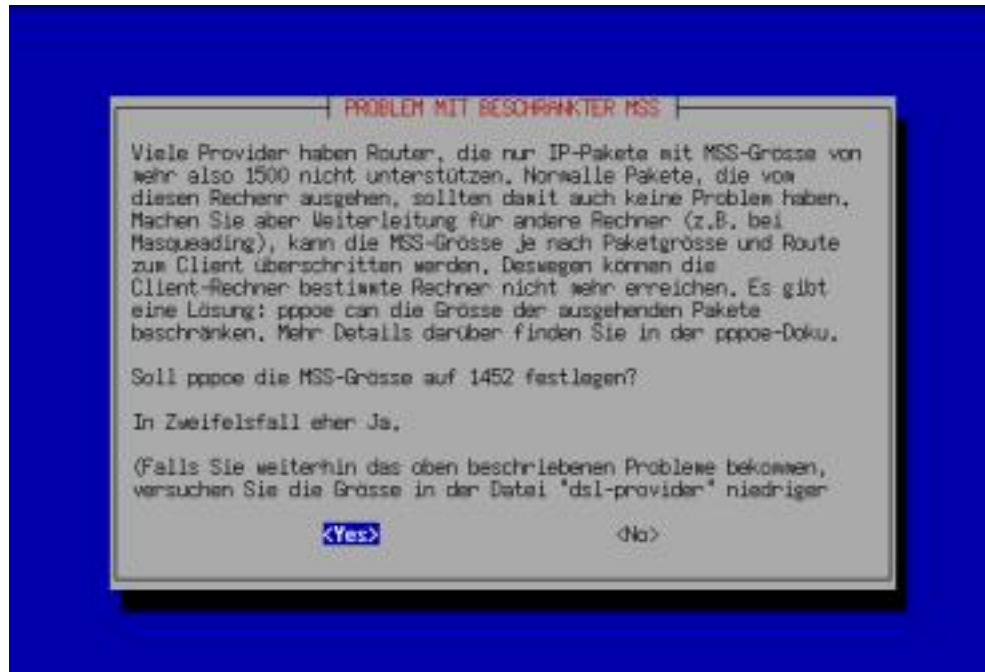 PROBLEM MIT BESCHRANKTER MSS
Viele Provider haben Router, die nur IP-Pakete mit MSS-Grösse von
mehr also 1500 nicht unterstützen. Normalle Pakete, die vom
diesen Rechenr ausgehen, sollten damit auch keine Problem haben.
Machen Sie aber Weiterleitung für andere Rechner (z.B. bei
Masqueading), kann die MSS-Grösse je nach Paketgrösse und Route
zum Client überschritten werden. Deswegen können die
Client-Rechner bestimmte Rechner nicht mehr erreichen. Es gibt
eine Lösung: pppoe can die Grösse der ausgehenden Pakete
beschränken. Mehr Details darüber finden Sie in der pppoe-Doku.
Soll pppoe die MSS-Grösse auf 1452 festlegen?
In Zweifelsfall eher Ja.
(Falls Sie weiterhin das oben beschriebenen Probleme bekommen,
versuchen Sie die Grösse in der Datei "dsl-provider" niedriger
<Yes> <No>